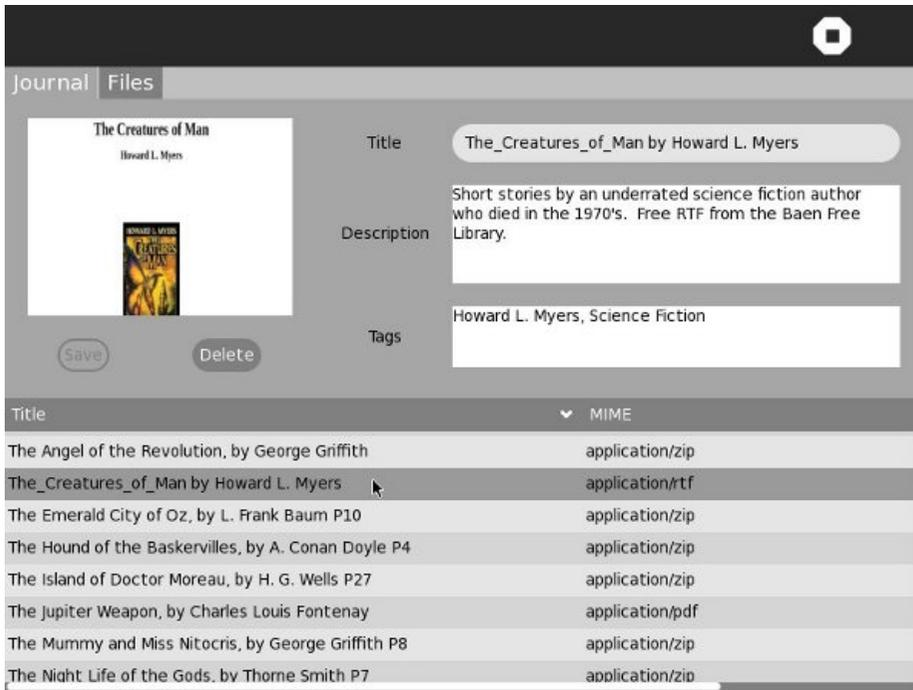 Journal Files
The Creatures of Man
Howard L. Myers
HOWARD L. MYERS
THE
CREATURES
OF MAN
Title
The_Creatures_of_Man by Howard L. Myers
Description
Short stories by an underrated science fiction author
who died in the 1970's.  Free RTF from the Baen Free
Library.
Tags
Howard L. Myers, Science Fiction
Save Delete
Title MIME
The Angel of the Revolution, by George Griffith application/zip
The_Creatures_of_Man by Howard L. Myers application/rtf
The Emerald City of Oz, by L. Frank Baum P10 application/zip
The Hound of the Baskervilles, by A. Conan Doyle P4 application/zip
The Island of Doctor Moreau, by H. G. Wells P27 application/zip
The Jupiter Weapon, by Charles Louis Fontenay application/pdf
The Mummy and Miss Nitocris, by George Griffith P8 application/zip
The Night Life of the Gods, by Thorne Smith P7 application/zip